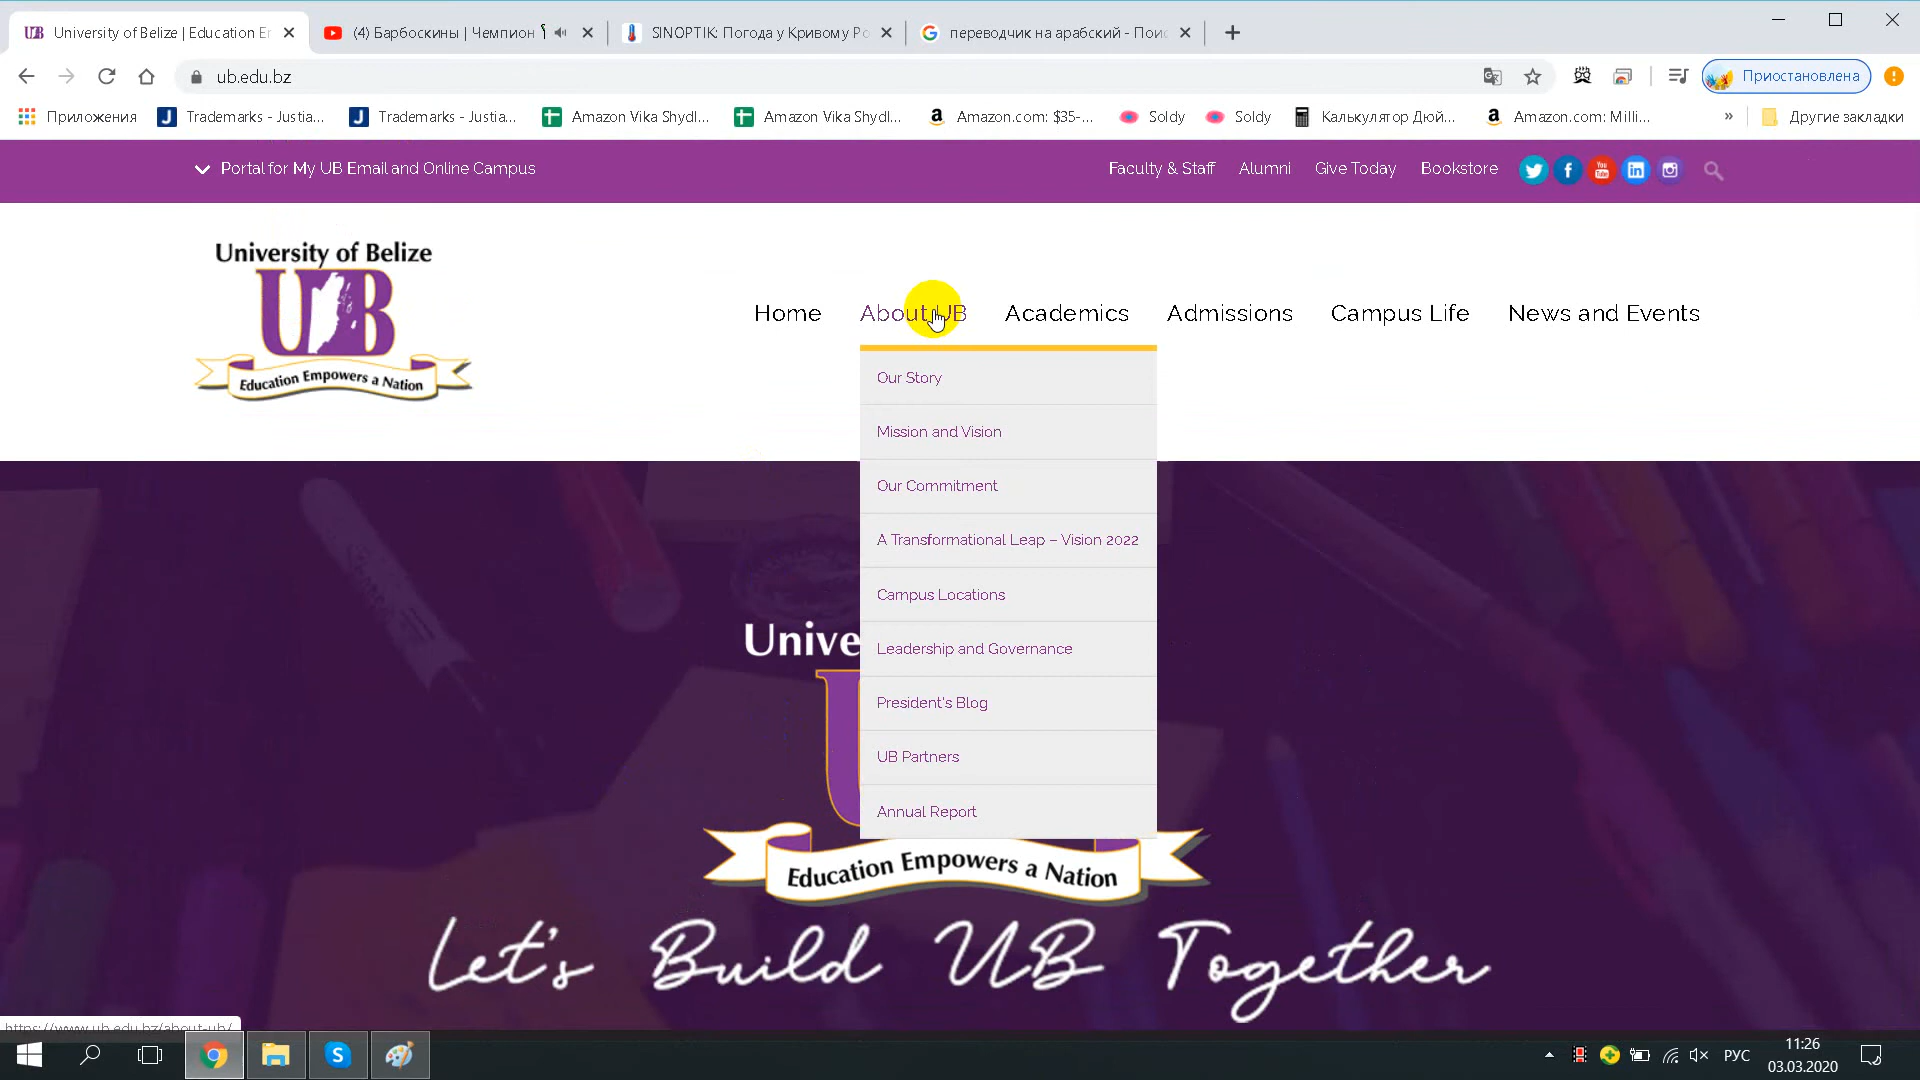 University of Belize | Education E
(4) Барбоскины | Чемпион
SINOPTIK: Погода у Кривому Ро
переводчик на арабский - Поис
ub.edu.bz
Приостановлена
Приложения
Trademarks - Justia...
Trademarks - Justia...
Amazon Vika Shydl...
Amazon Vika Shydl...
Amazon.com: $35-...
Soldy
Soldy
Калькулятор Дюй...
Amazon.com: Milli...
»
Другие закладки
Portal for My UB Email and Online Campus
Faculty & Staff
Alumni
Give Today
Bookstore
University of Belize
UB
Education Empowers a Nation
Home
About UB
Academics
Admissions
Campus Life
News and Events
Our Story
Mission and Vision
Our Commitment
A Transformational Leap – Vision 2022
Campus Locations
Leadership and Governance
President's Blog
UB Partners
Annual Report
Unive
Education Empowers a Nation
Let's Build UB Together
https://www.ub.edu.bz/about-ub/
РУС
11:26
03.03.2020